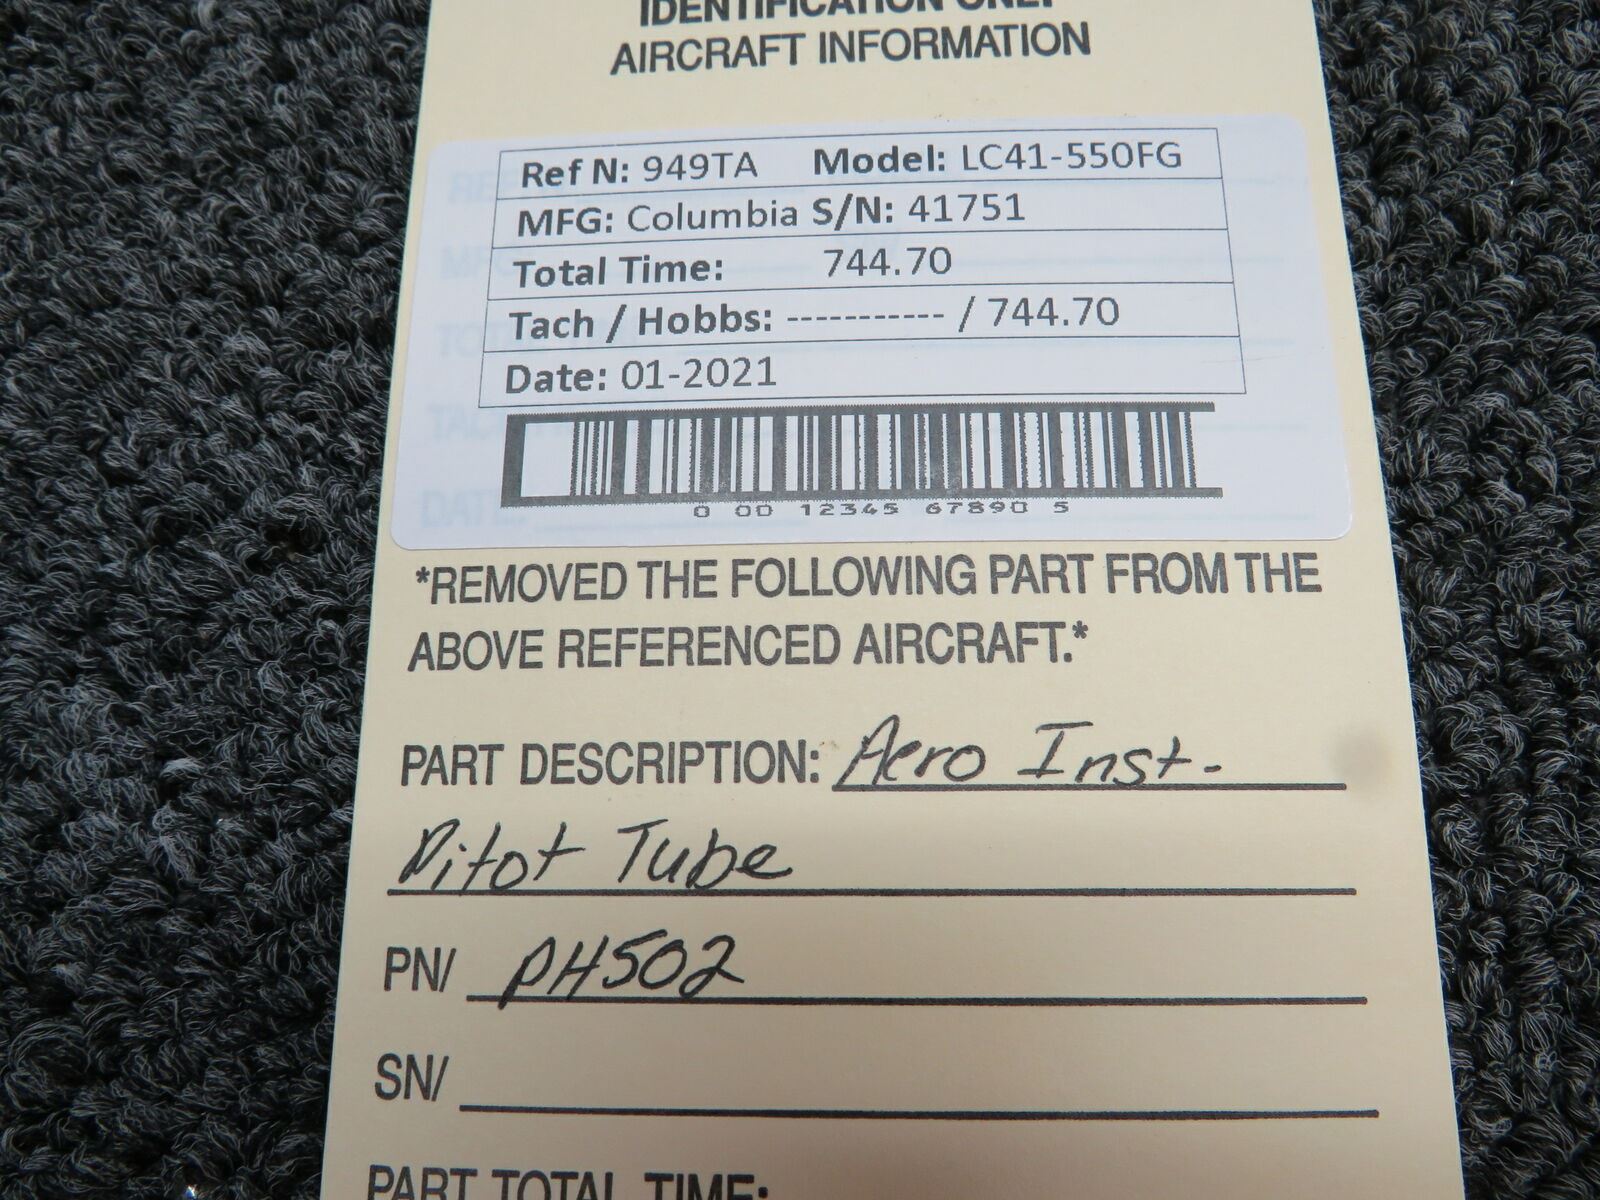 IDENTIFICATION ONLY
AIRCRAFT INFORMATION
Ref N: 949TA Model: LC41-550FG
MFG: Columbia S/N: 41751
Total Time: 744.70
Tach / Hobbs: ----------- / 744.70
Date: 01-2021
0 00 12345 67890 5
*REMOVED THE FOLLOWING PART FROM THE
ABOVE REFERENCED AIRCRAFT.*
PART DESCRIPTION: Aero Inst.
Pitot Tube
PN/ PH502
SN/
PART TOTAL TIME: